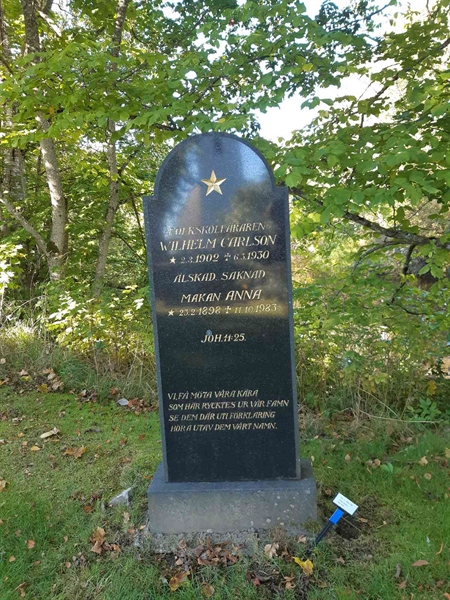 FOLKSKOLLÄRAREN
WILHELM CARLSON
★ 2.3.1902 ✝ 6.5.1930
ÄLSKAD, SAKNAD
MAKAN ANNA
★ 23.2.1898 ✝ 11.10.1983
JOH. 11:25.
VI FÅ MÖTA VÅRA KÄRA
SOM HAR RYCKTES UR VÅR FAMN
SE DEM DÄR UTI FÖRKLARING
HÖRA UTAV DEM VÅRT NAMN.